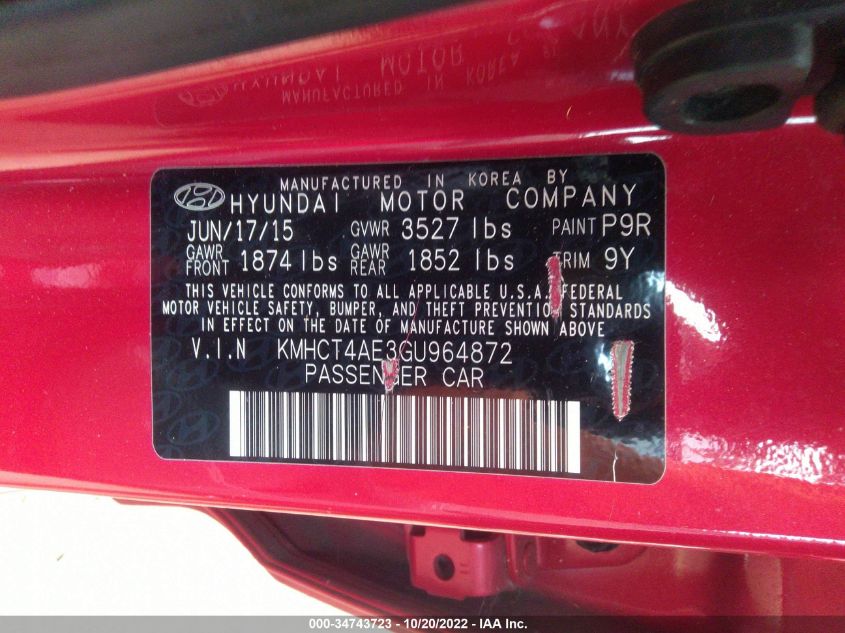 MANUFACTURED IN KOREA BY
HYUNDAI MOTOR COMPANY
JUN/17/15 GVWR 3527 lbs PAINT P9R
GAWR FRONT 1874 lbs GAWR REAR 1852 lbs TRIM 9Y
THIS VEHICLE CONFORMS TO ALL APPLICABLE U.S.A. FEDERAL
MOTOR VEHICLE SAFETY, BUMPER, AND THEFT PREVENTION STANDARDS
IN EFFECT ON THE DATE OF MANUFACTURE SHOWN ABOVE
V.I.N KMHCT4AE3GU964872
PASSENGER CAR
000-34743723 - 10/20/2022 - IAA Inc.